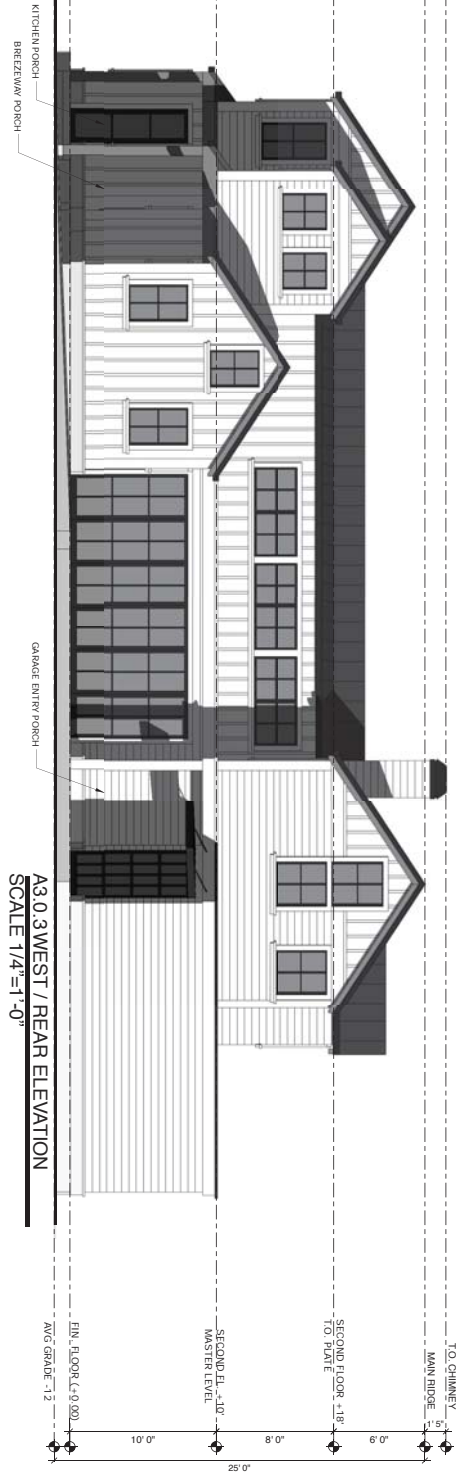 KITCHEN PORCH
BREEZEWAY PORCH
GARAGE ENTRY PORCH
A3.0.3 WEST / REAR ELEVATION
SCALE 1/4"=1'-0"
T.O. CHIMNEY
MAIN RIDGE
SECOND FLOOR +18'
T.O. PLATE
SECOND FL. +10'
MASTER LEVEL
FIN. FLOOR (+0.00)
AVG GRADE -1.2
1' 5"
6' 0"
8' 0"
10' 0"
25' 0"